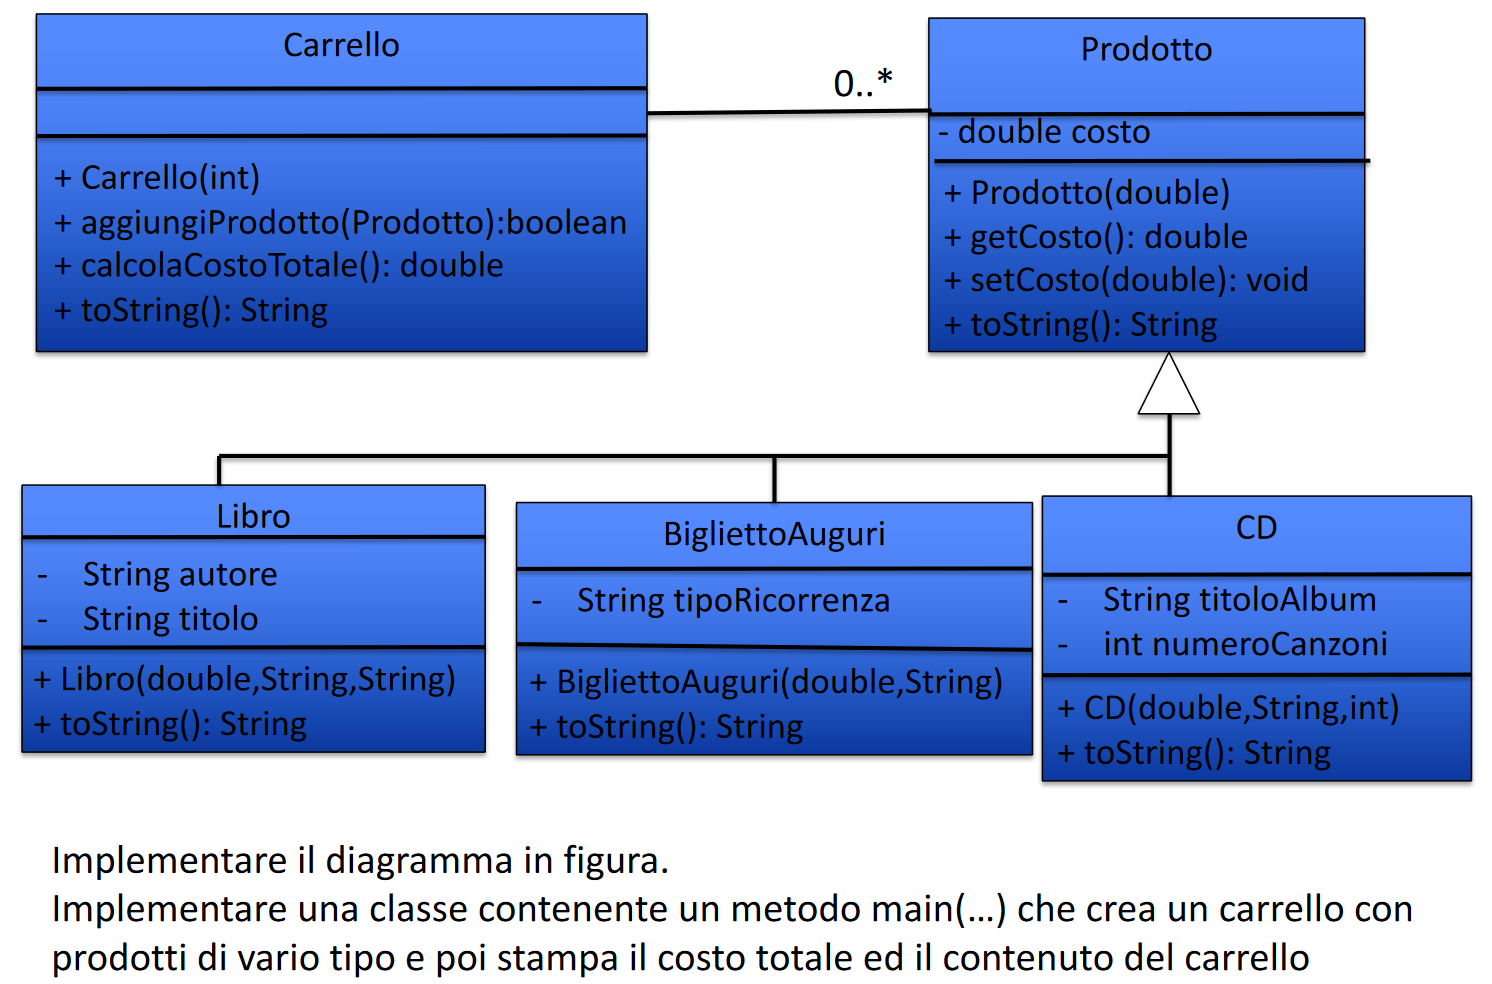 Carrello
+ Carrello(int)
+ aggiungiProdotto(Prodotto):boolean
+ calcolaCostoTotale(): double
+ toString(): String
0..*
Prodotto
- double costo
+ Prodotto(double)
+ getCosto(): double
+ setCosto(double): void
+ toString(): String
Libro
- String autore
- String titolo
+ Libro(double,String,String)
+ toString(): String
BigliettoAuguri
- String tipoRicorrenza
+ BigliettoAuguri(double,String)
+ toString(): String
CD
- String titoloAlbum
- int numeroCanzoni
+ CD(double,String,int)
+ toString(): String
Implementare il diagramma in figura.
Implementare una classe contenente un metodo main(...) che crea un carrello con
prodotti di vario tipo e poi stampa il costo totale ed il contenuto del carrello